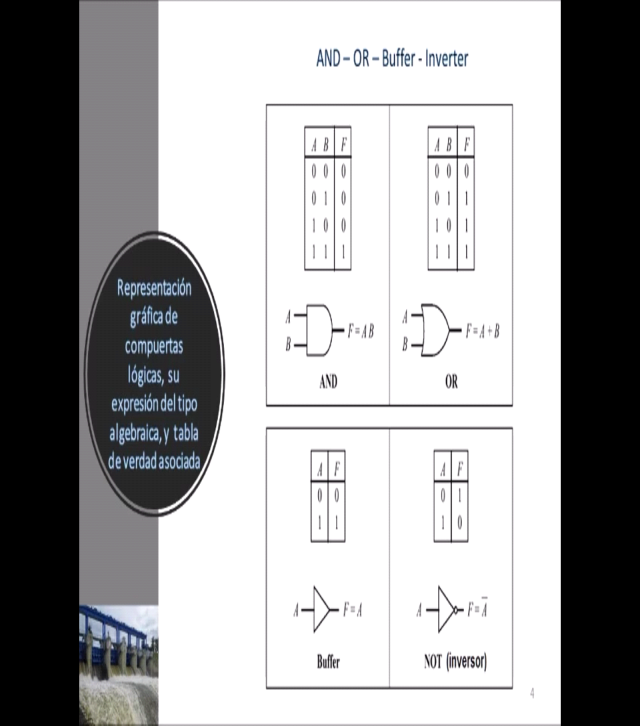 AND – OR – Buffer - Inverter
Representación
gráfica de
compuertas
lógicas, su
expresión del tipo
algebraica, y tabla
de verdad asociada
A B F
0 0 0
0 1 0
1 0 0
1 1 1
A
B
F = A B
AND
A B F
0 0 0
0 1 1
1 0 1
1 1 1
A
B
F = A + B
OR
A F
0 0
1 1
A
F = A
Buffer
A F
0 1
1 0
A
F = A̅
NOT (inversor)
4